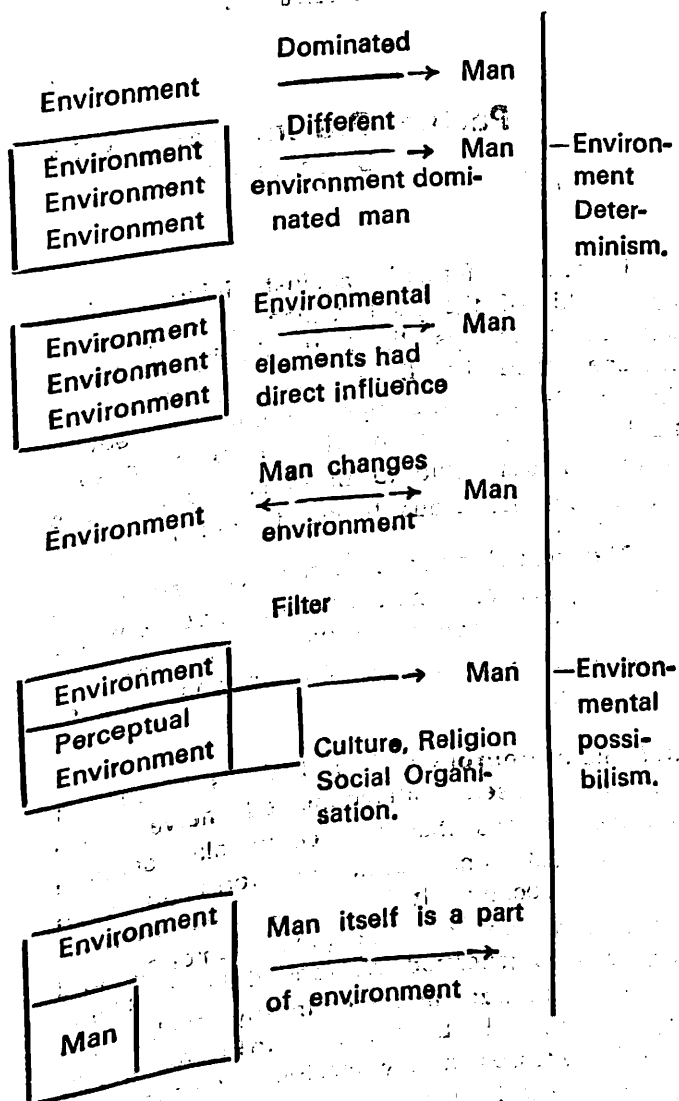 Dominated
Environment Man
Different
Environment Man
Environment environment domi-
Environment nated man
—Environ-
ment
Deter-
minism.
Environmental
Environment Man
Environment elements had
Environment direct influence
Man changes
Environment Man
environment
Filter
Environment Man
Perceptual
Environment
Culture, Religion
Social Organi-
sation.
—Environ-
mental
possi-
bilism.
Environment Man itself is a part
of environment
Man